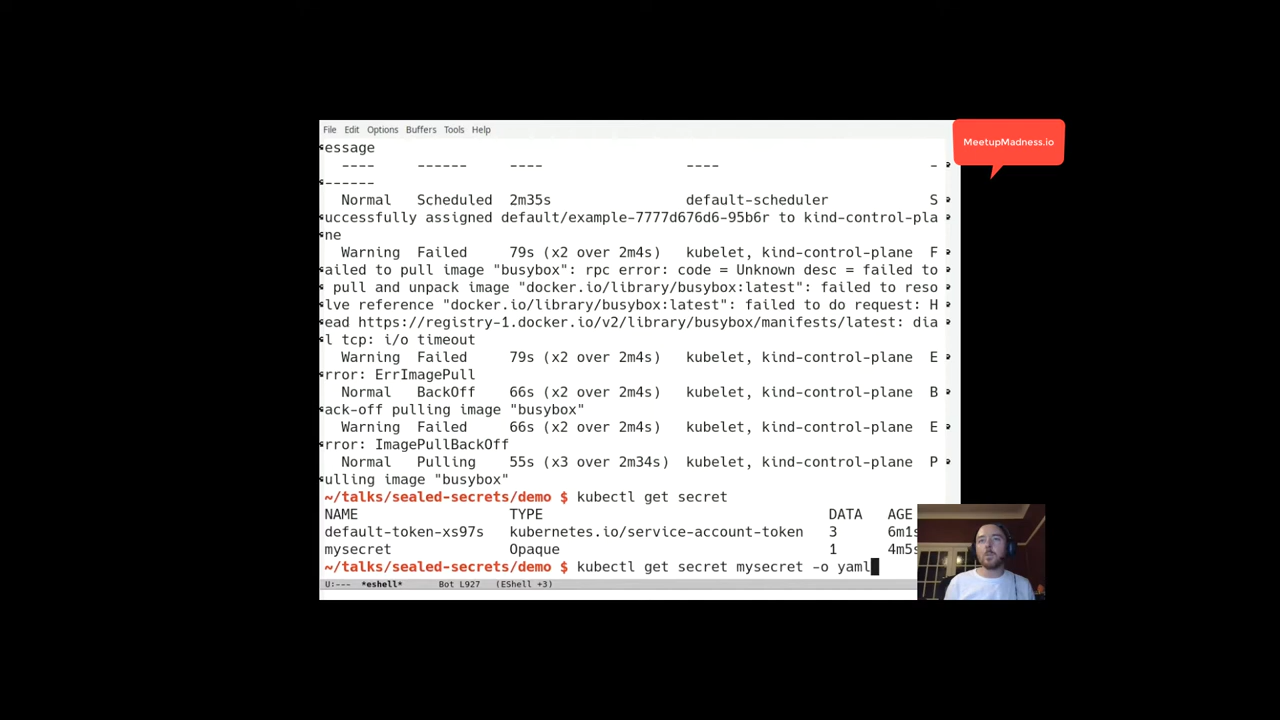 MeetupMadness.io
File Edit Options Buffers Tools Help
essage
---- ------ ---- ---- -
------
Normal Scheduled 2m35s default-scheduler S
uccessfully assigned default/example-7777d676d6-95b6r to kind-control-pla
ne
Warning Failed 79s (x2 over 2m4s) kubelet, kind-control-plane F
ailed to pull image "busybox": rpc error: code = Unknown desc = failed to
pull and unpack image "docker.io/library/busybox:latest": failed to reso
lve reference "docker.io/library/busybox:latest": failed to do request: H
ead https://registry-1.docker.io/v2/library/busybox/manifests/latest: dia
l tcp: i/o timeout
Warning Failed 79s (x2 over 2m4s) kubelet, kind-control-plane E
rror: ErrImagePull
Normal BackOff 66s (x2 over 2m4s) kubelet, kind-control-plane B
ack-off pulling image "busybox"
Warning Failed 66s (x2 over 2m4s) kubelet, kind-control-plane E
rror: ImagePullBackOff
Normal Pulling 55s (x3 over 2m34s) kubelet, kind-control-plane P
ulling image "busybox"
~/talks/sealed-secrets/demo $ kubectl get secret
NAME TYPE DATA AGE
default-token-xs97s kubernetes.io/service-account-token 3 6m1s
mysecret Opaque 1 4m5s
~/talks/sealed-secrets/demo $ kubectl get secret mysecret -o yaml
U:--- *eshell* Bot L927 (EShell +3)